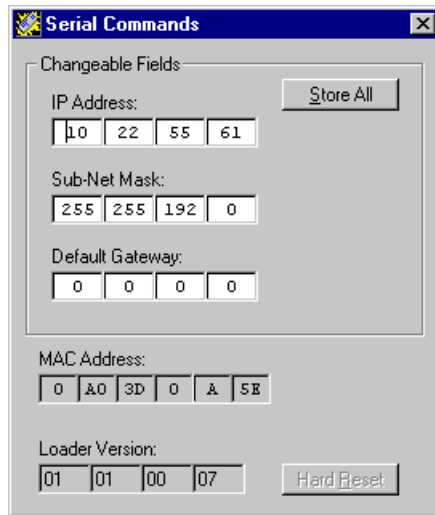 Serial Commands
Changeable Fields
Store All
IP Address:
10 22 55 61
Sub-Net Mask:
255 255 192 0
Default Gateway:
0 0 0 0
MAC Address:
0 A0 3D 0 A 5E
Loader Version:
01 01 00 07
Hard Reset